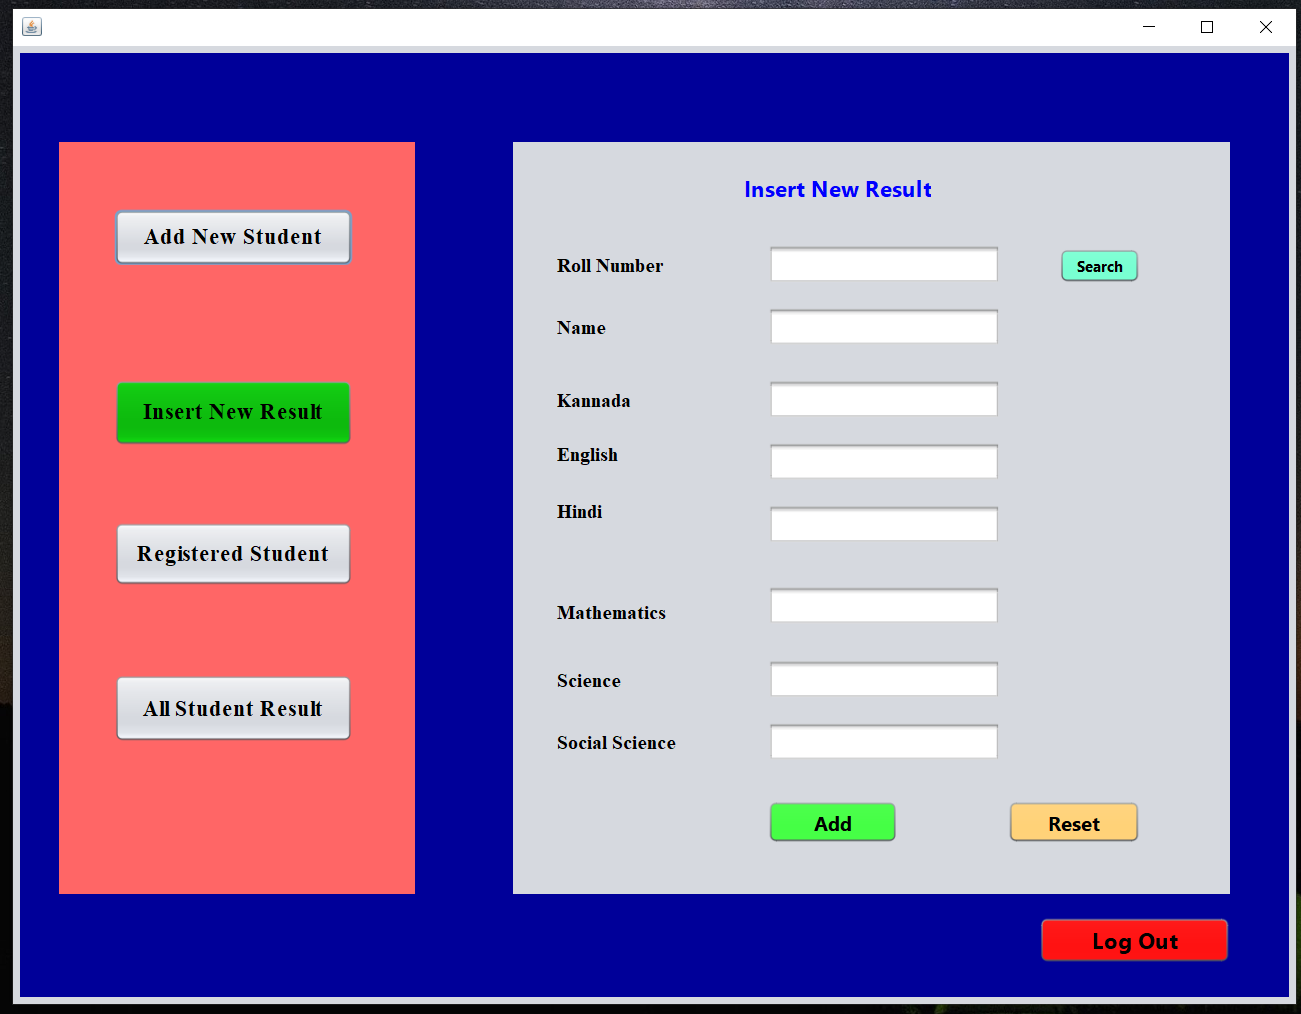 Add New Student
Insert New Result
Registered Student
All Student Result
Insert New Result
Roll Number
Search
Name
Kannada
English
Hindi
Mathematics
Science
Social Science
Add
Reset
Log Out